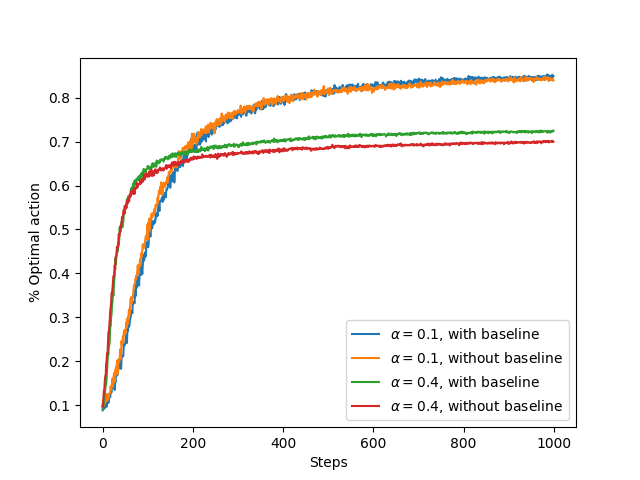 % Optimal action
0.8
0.7
0.6
0.5
0.4
0.3
0.2
0.1
α = 0.1, with baseline
α = 0.1, without baseline
α = 0.4, with baseline
α = 0.4, without baseline
0 200 400 600 800 1000
Steps